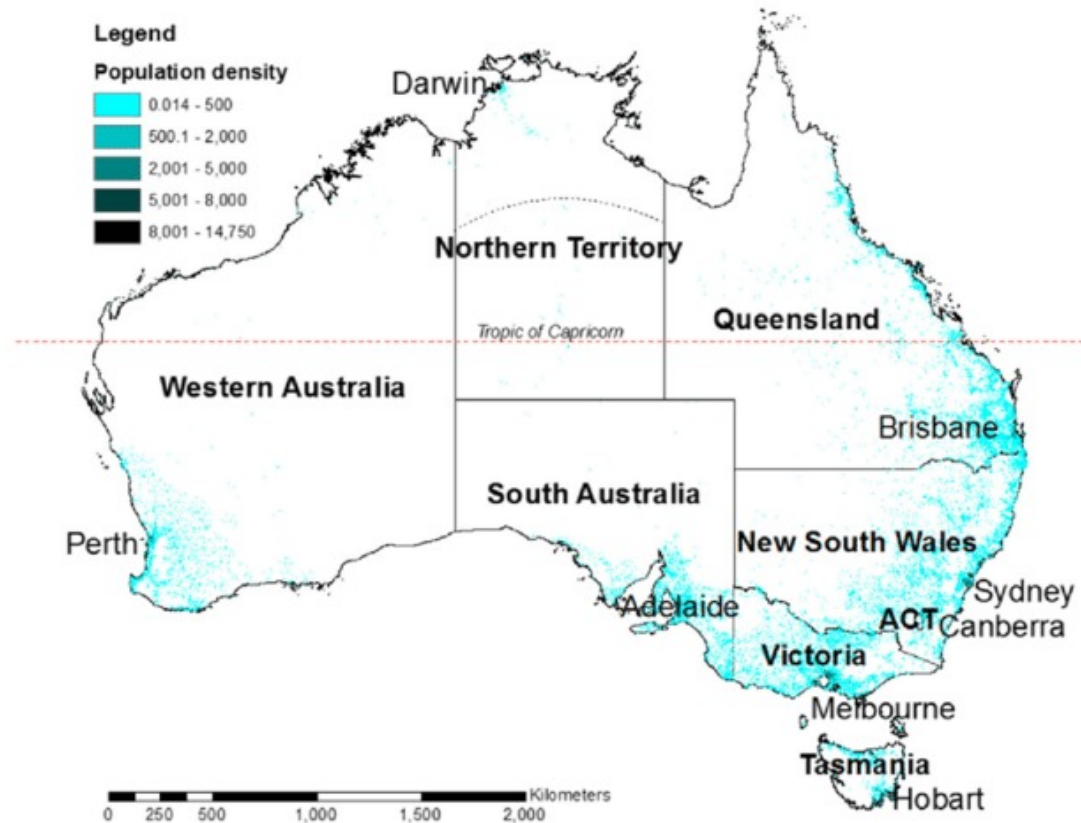 Legend
Population density
0.014 - 500
500.1 - 2,000
2,001 - 5,000
5,001 - 8,000
8,001 - 14,750
Darwin
Northern Territory
Tropic of Capricorn
Queensland
Western Australia
Brisbane
South Australia
Perth
New South Wales
Sydney
Adelaide
ACT
Canberra
Victoria
Melbourne
Tasmania
Hobart
Kilometers
0 250 500 1,000 1,500 2,000